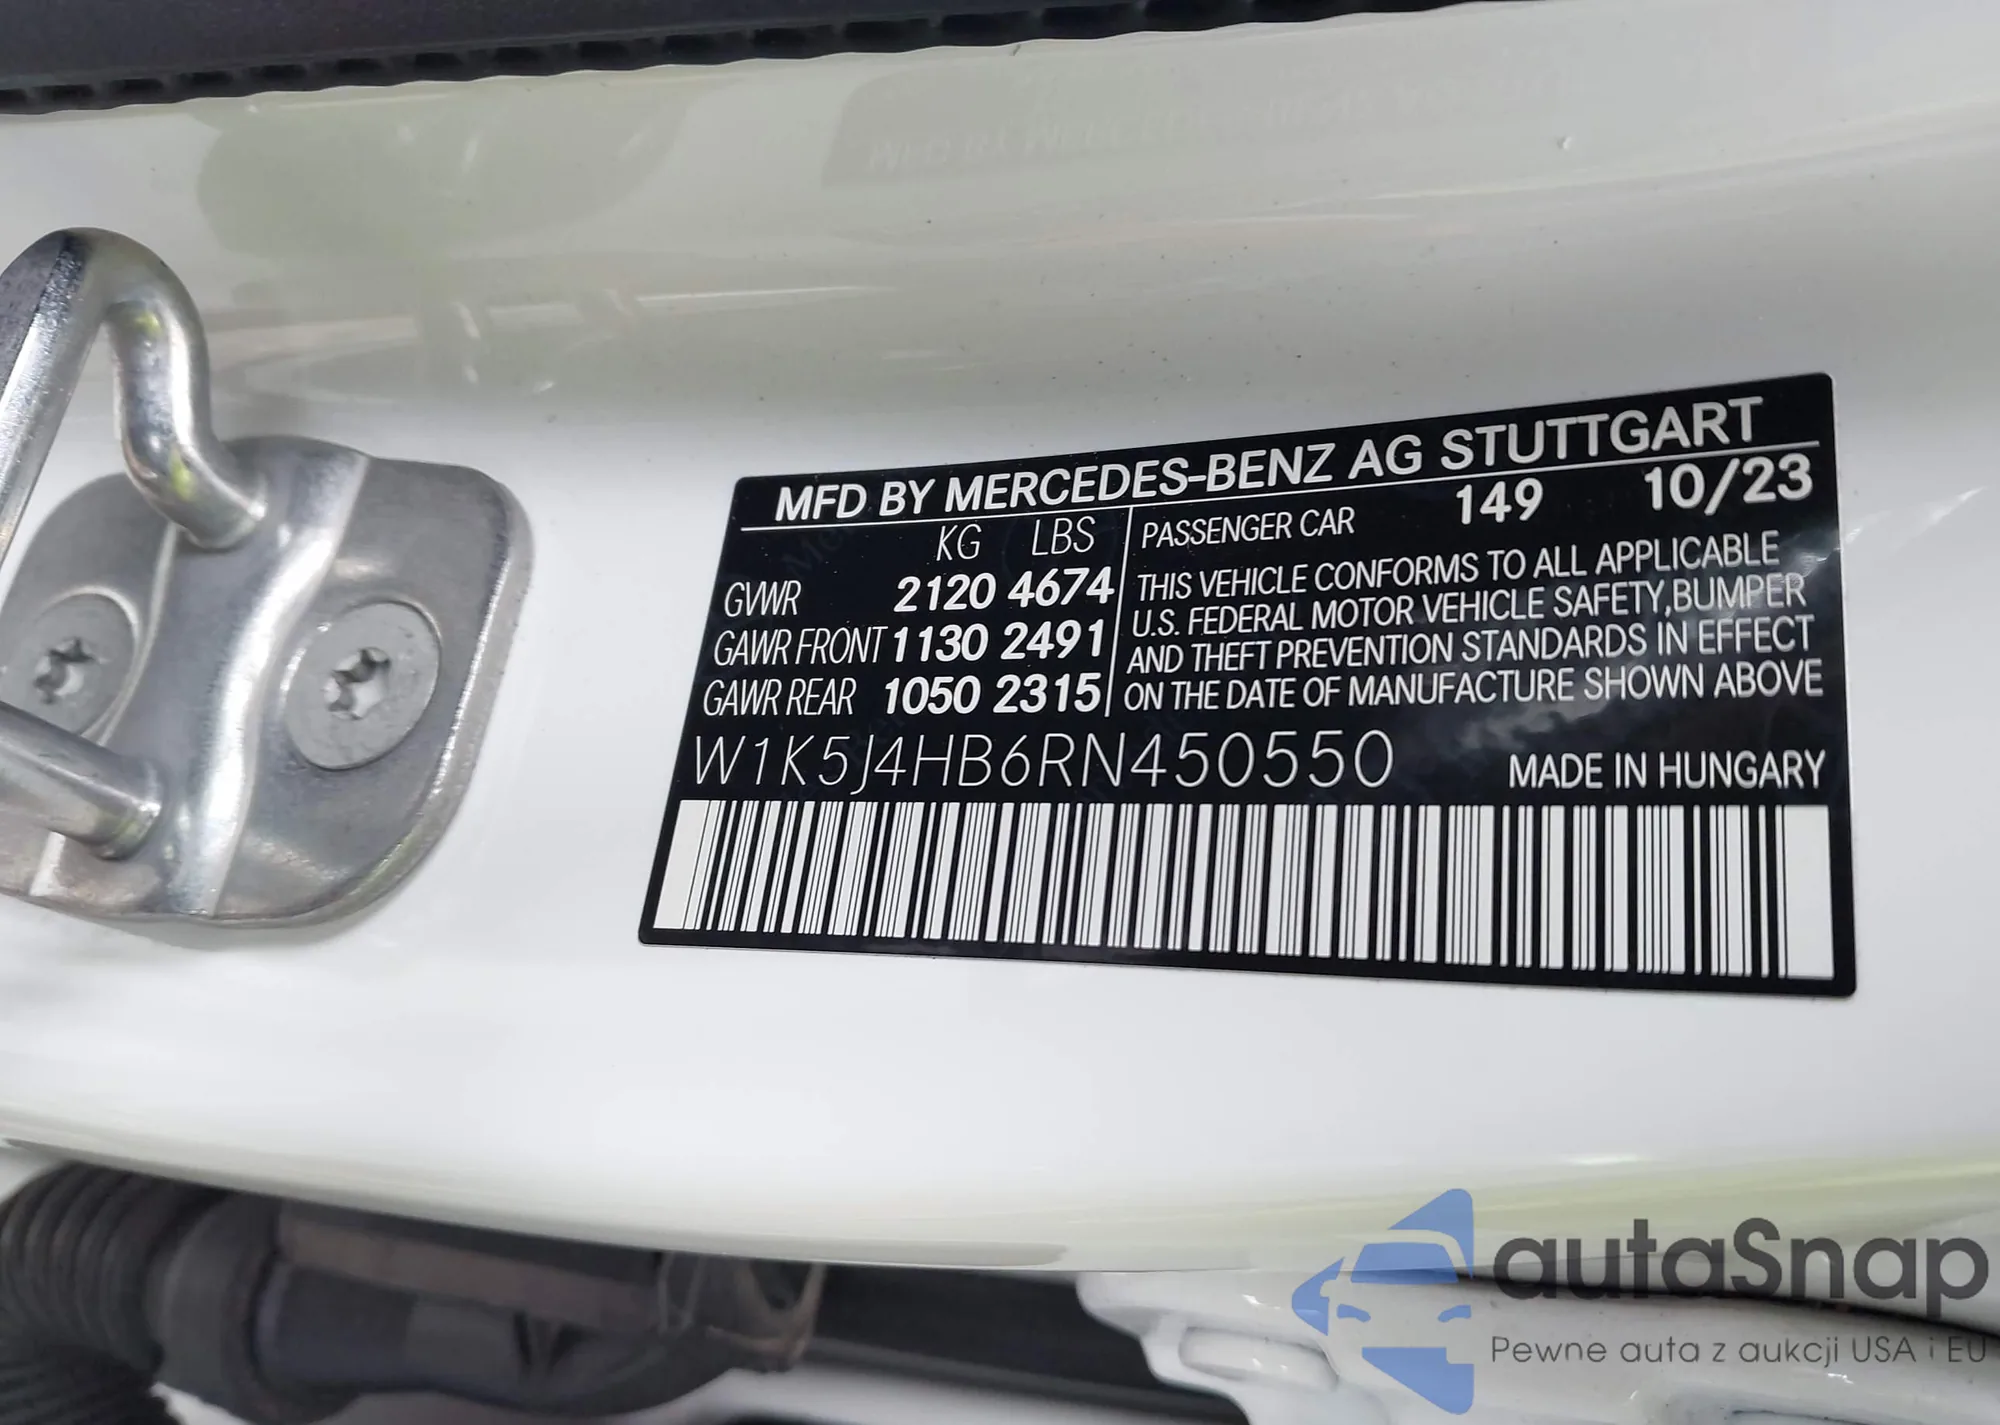 MFD BY MERCEDES-BENZ AG STUTTGART
KG LBS
GVWR 2120 4674
GAWR FRONT 1130 2491
GAWR REAR 1050 2315
PASSENGER CAR 149 10/23
THIS VEHICLE CONFORMS TO ALL APPLICABLE
U.S. FEDERAL MOTOR VEHICLE SAFETY,BUMPER
AND THEFT PREVENTION STANDARDS IN EFFECT
ON THE DATE OF MANUFACTURE SHOWN ABOVE
W1K5J4HB6RN450550 MADE IN HUNGARY
autaSnap
Pewne auta z aukcji USA i EU